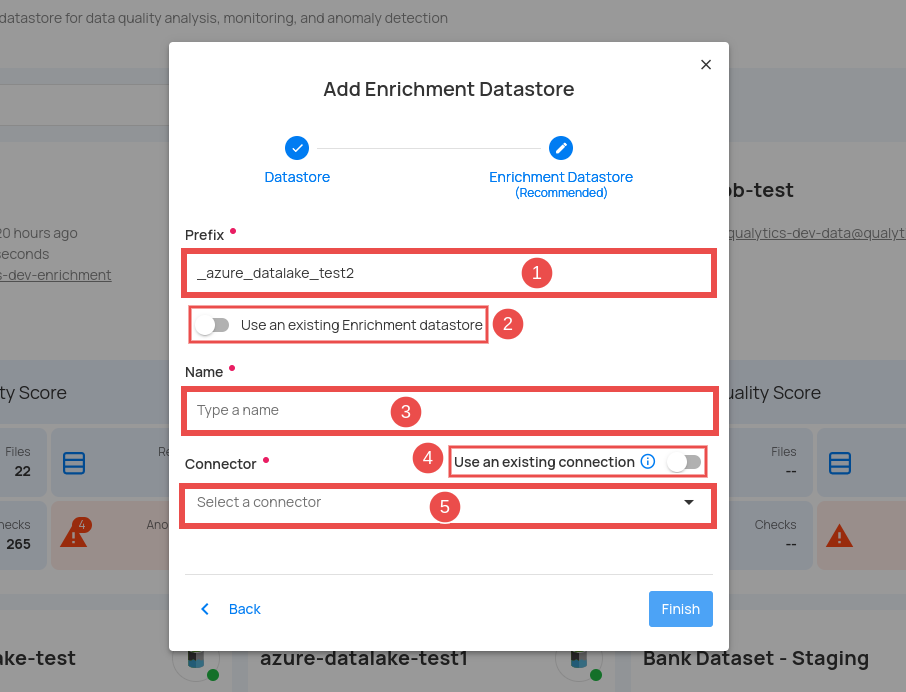 datastore for data quality analysis, monitoring, and anomaly detection
Add Enrichment Datastore
Datastore
Enrichment Datastore
(Recommended)
ob-test
20 hours ago
seconds
s-dev-enrichment
qualytics-dev-data@qualyt
Prefix
_azure_datalake_test2
1
Use an existing Enrichment datastore
2
Name
Type a name
3
ty Score
uality Score
Connector
4
Use an existing connection
Select a connector
5
Files
22
Re
Files
--
hecks
265
4
Ano
Checks
--
Back
Finish
ake-test
azure-datalake-test1
Bank Dataset - Staging